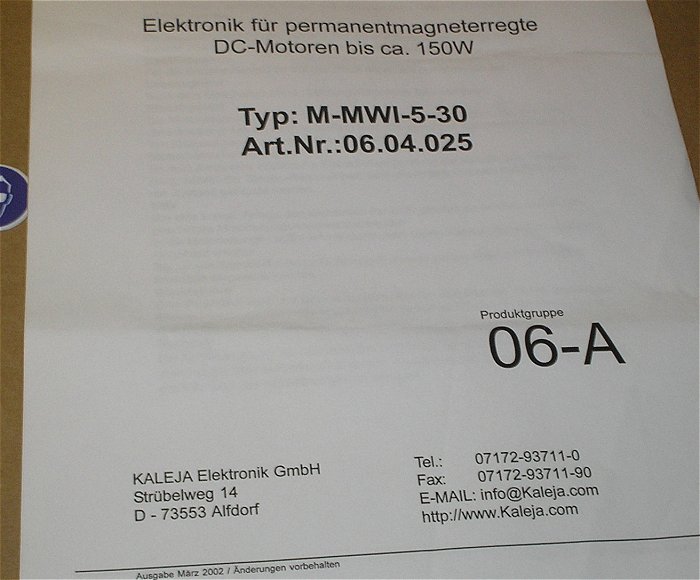 Elektronik für permanentmagneterregte
DC-Motoren bis ca. 150W
Typ: M-MWI-5-30
Art.Nr.:06.04.025
Produktgruppe
06-A
KALEJA Elektronik GmbH
Strübelweg 14
D - 73553 Alfdorf
Tel.: 07172-93711-0
Fax: 07172-93711-90
E-MAIL: info@Kaleja.com
http://www.Kaleja.com
Ausgabe März 2002 / Änderungen vorbehalten